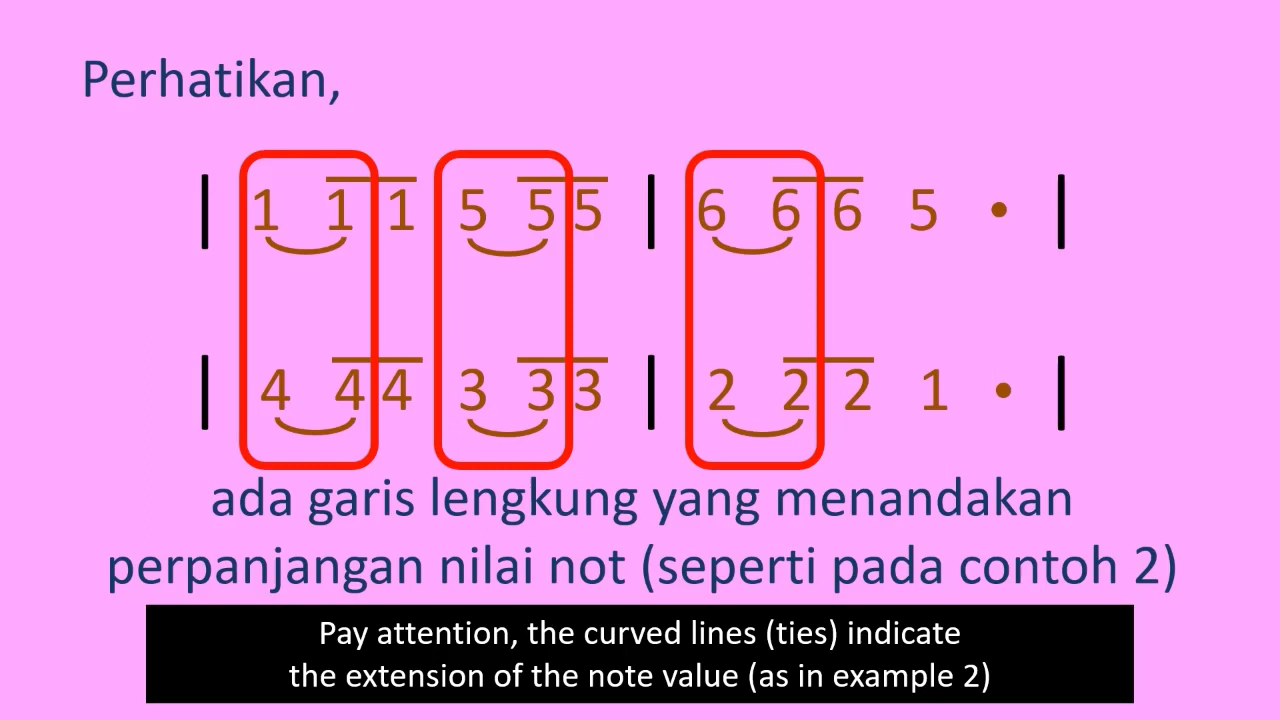 Perhatikan,
| 1 1 1 5 5 5 | 6 6 6 5 • |
| 4 4 4 3 3 3 | 2 2 2 1 • |
ada garis lengkung yang menandakan
perpanjangan nilai not (seperti pada contoh 2)
Pay attention, the curved lines (ties) indicate
the extension of the note value (as in example 2)